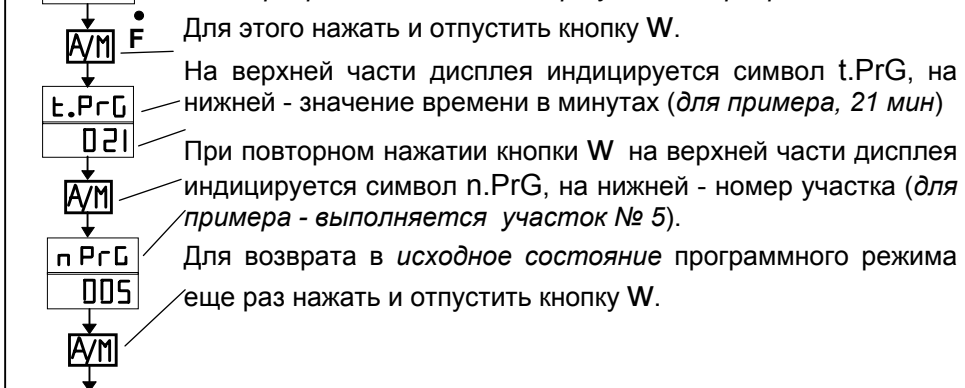 Для этого нажать и отпустить кнопку W.
A/M F
На верхней части дисплея индицируется символ t.PrG, на
нижней - значение времени в минутах (для примера, 21 мин)
t.PrG
021
При повторном нажатии кнопки W на верхней части дисплея
индицируется символ n.PrG, на нижней - номер участка (для
примера - выполняется участок № 5).
A/M
n PrG
005
Для возврата в исходное состояние программного режима
еще раз нажать и отпустить кнопку W.
A/M